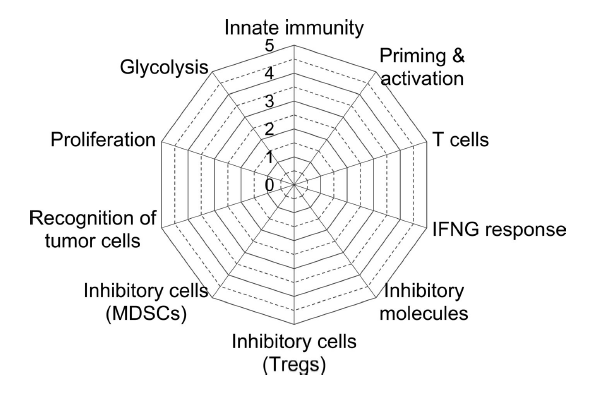 Innate immunity
Priming &
activation
T cells
IFNG response
Inhibitory
molecules
Inhibitory cells
(Tregs)
Inhibitory cells
(MDSCs)
Recognition of
tumor cells
Proliferation
Glycolysis
5
4
3
2
1
0